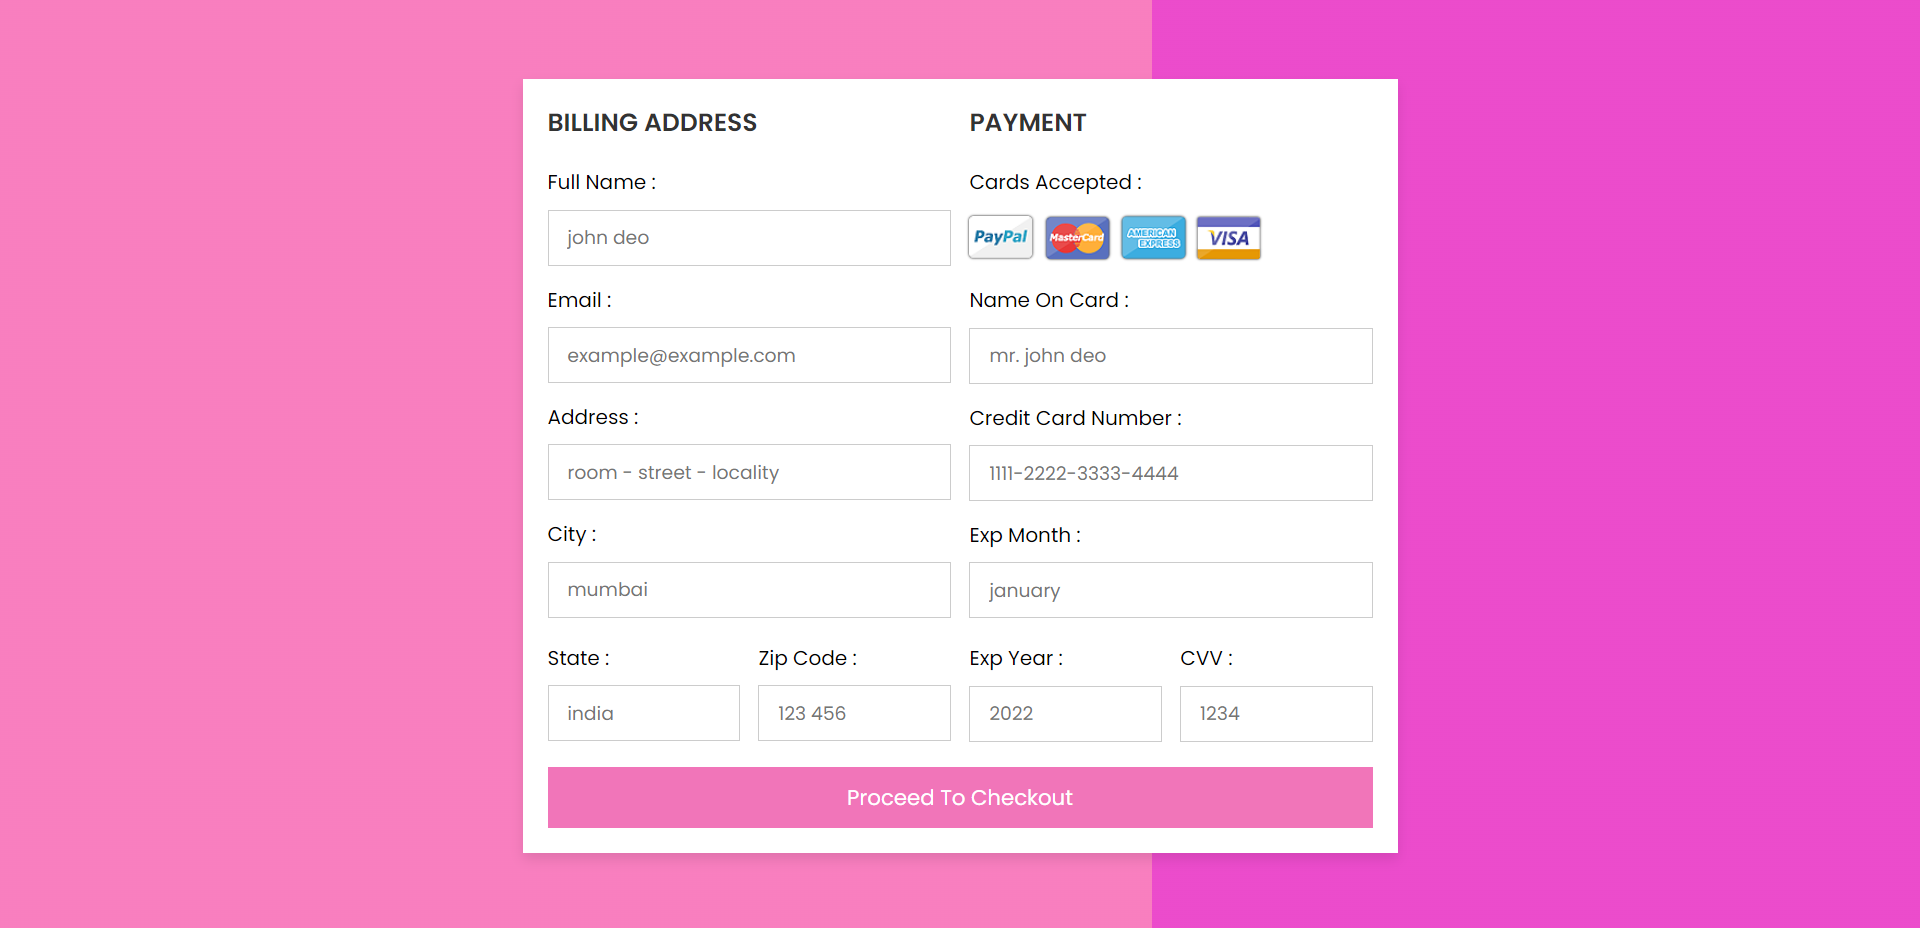 BILLING ADDRESS
Full Name :
john deo
Email :
example@example.com
Address :
room - street - locality
City :
mumbai
State :
india
Zip Code :
123 456
PAYMENT
Cards Accepted :
PayPal
MasterCard
AMERICAN
EXPRESS
VISA
Name On Card :
mr. john deo
Credit Card Number :
1111-2222-3333-4444
Exp Month :
january
Exp Year :
2022
CVV :
1234
Proceed To Checkout